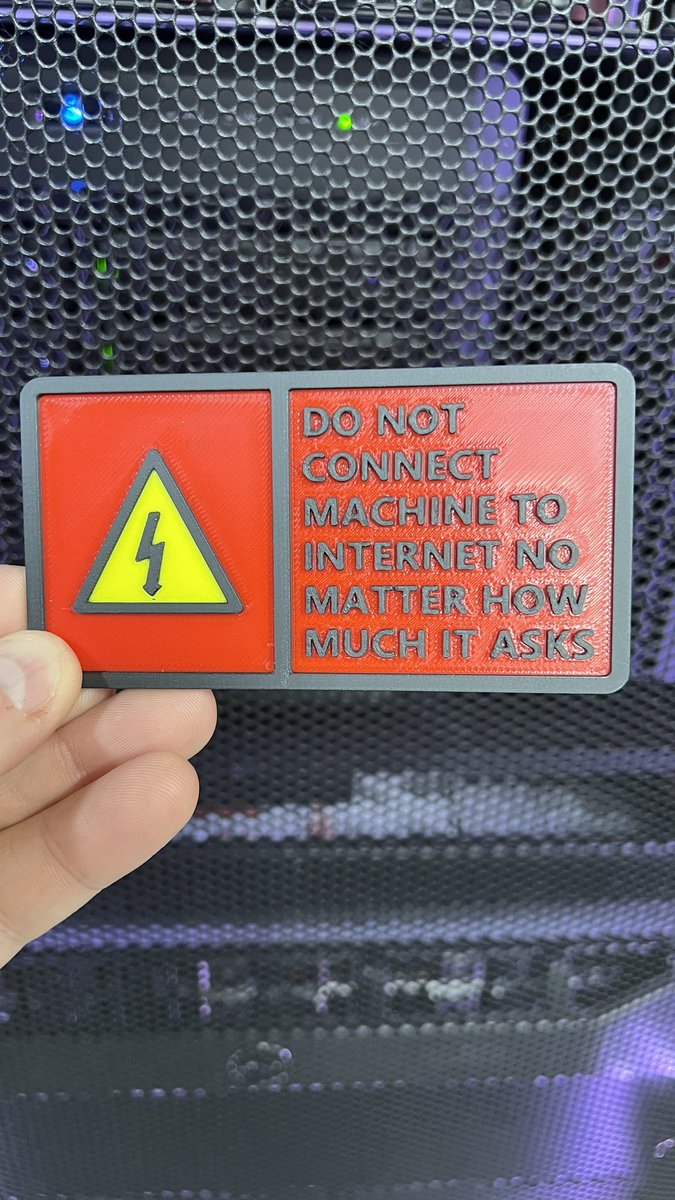 DO NOT
CONNECT
MACHINE TO
INTERNET NO
MATTER HOW
MUCH IT ASKS